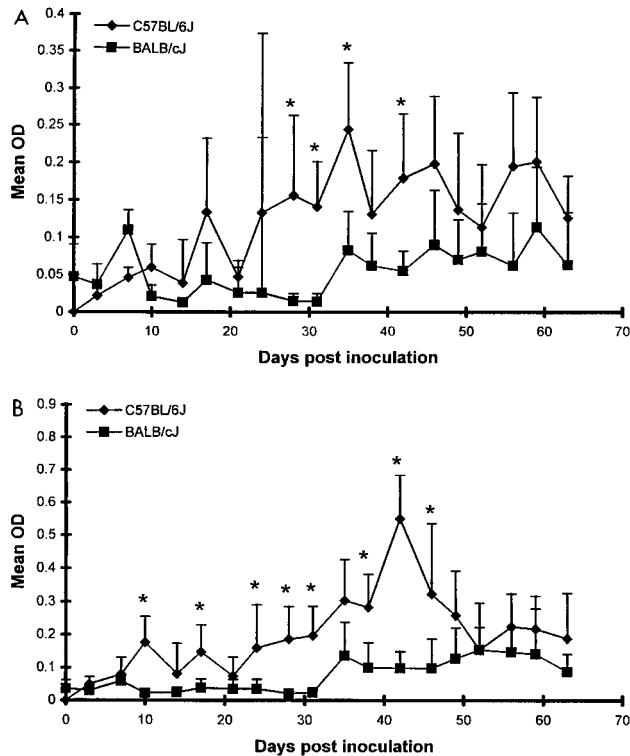 A
C57BL/6J
BALB/cJ
Mean OD
0.4
0.35
0.3
0.25
0.2
0.15
0.1
0.05
0
* * * *
0 10 20 30 40 50 60 70
Days post inoculation
B
C57BL/6J
BALB/cJ
Mean OD
0.9
0.8
0.7
0.6
0.5
0.4
0.3
0.2
0.1
0
* * * * * * * *
0 10 20 30 40 50 60 70
Days post inoculation